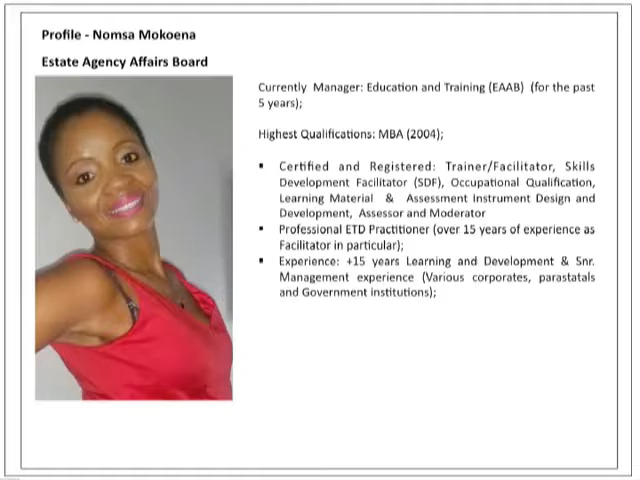 Profile - Nomsa Mokoena
Estate Agency Affairs Board
Currently Manager: Education and Training (EAAB) (for the past
5 years);
Highest Qualifications: MBA (2004);
▪ Certified and Registered: Trainer/Facilitator, Skills
Development Facilitator (SDF), Occupational Qualification,
Learning Material & Assessment Instrument Design and
Development, Assessor and Moderator
▪ Professional ETD Practitioner (over 15 years of experience as
Facilitator in particular);
▪ Experience: +15 years Learning and Development & Snr.
Management experience (Various corporates, parastatals
and Government institutions);